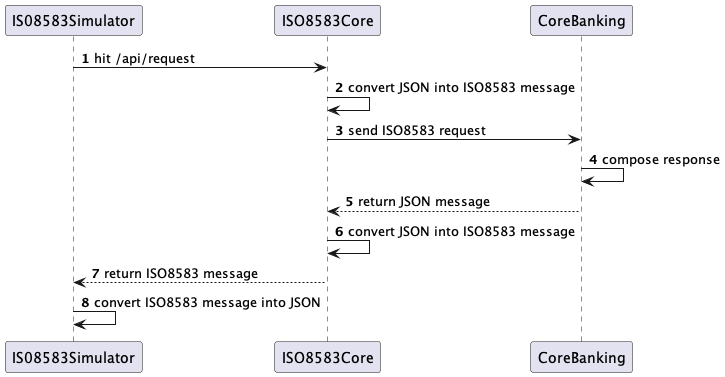 IS08583Simulator ISO8583Core CoreBanking
1 hit /api/request
2 convert JSON into ISO8583 message
3 send ISO8583 request
4 compose response
5 return JSON message
6 convert JSON into ISO8583 message
7 return ISO8583 message
8 convert ISO8583 message into JSON
IS08583Simulator ISO8583Core CoreBanking